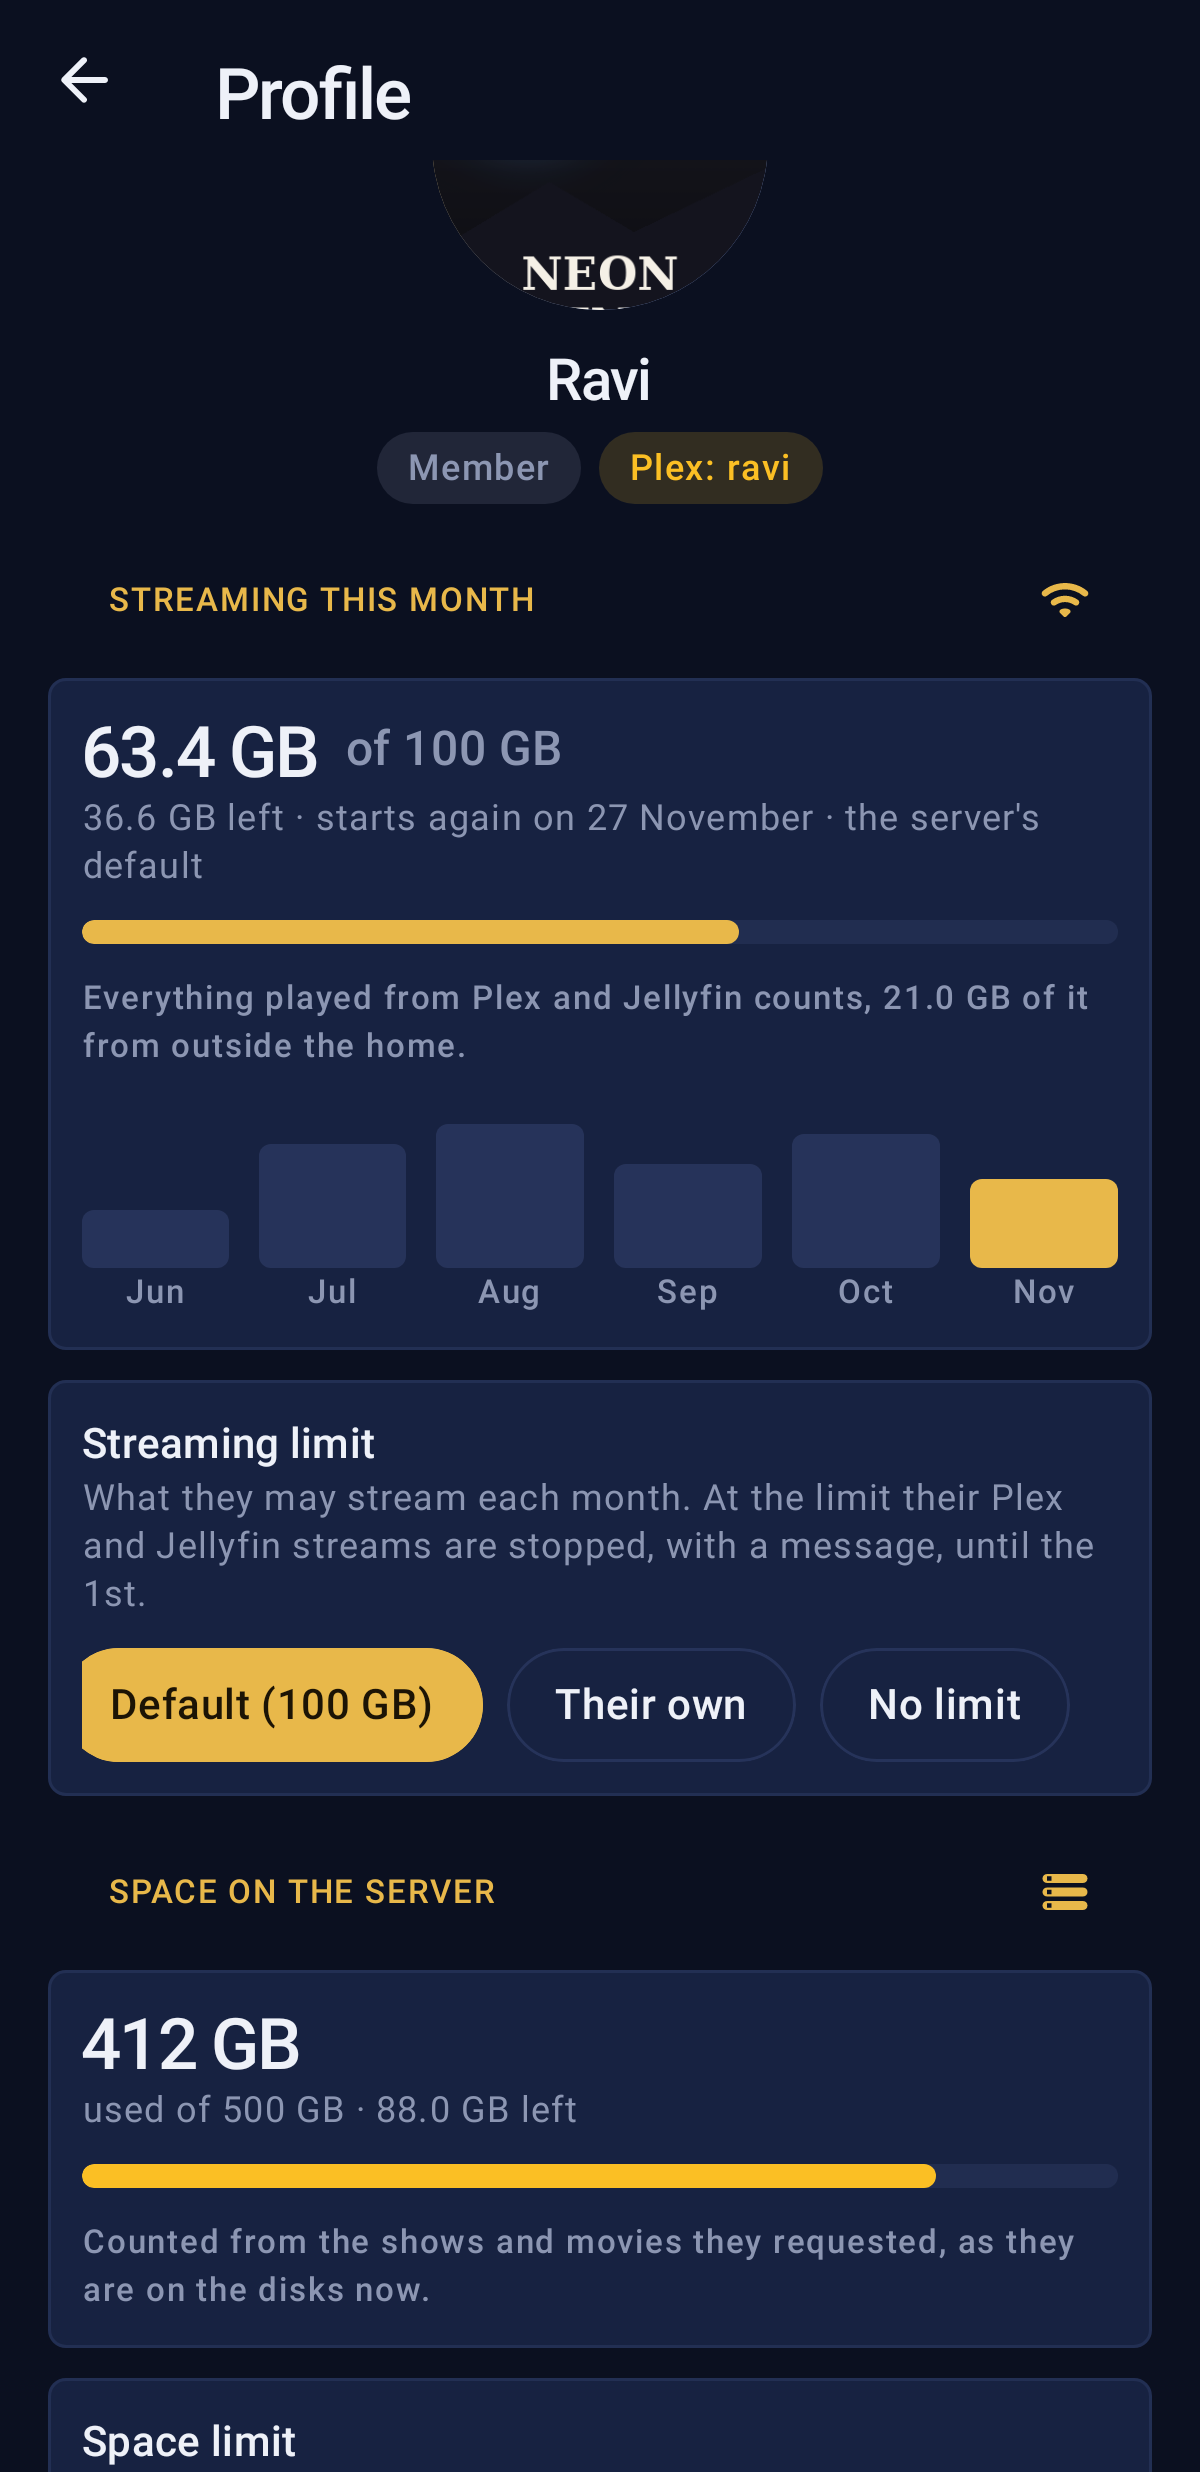 Profile
NEON
Ravi
Member
Plex: ravi
STREAMING THIS MONTH
63.4 GB of 100 GB
36.6 GB left · starts again on 27 November · the server's
default
Everything played from Plex and Jellyfin counts, 21.0 GB of it
from outside the home.
Jun Jul Aug Sep Oct Nov
Streaming limit
What they may stream each month. At the limit their Plex
and Jellyfin streams are stopped, with a message, until the
1st.
Default (100 GB) Their own No limit
SPACE ON THE SERVER
412 GB
used of 500 GB · 88.0 GB left
Counted from the shows and movies they requested, as they
are on the disks now.
Space limit